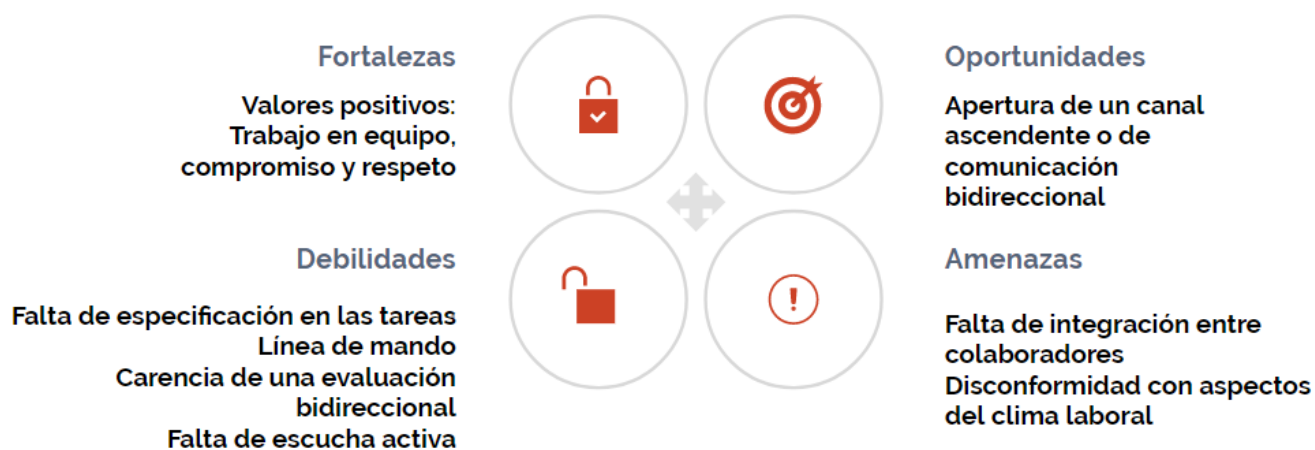 Fortalezas
Valores positivos:
Trabajo en equipo,
compromiso y respeto
Oportunidades
Apertura de un canal
ascendente o de
comunicación
bidireccional
Debilidades
Falta de especificación en las tareas
Línea de mando
Carencia de una evaluación
bidireccional
Falta de escucha activa
Amenazas
Falta de integración entre
colaboradores
Disconformidad con aspectos
del clima laboral